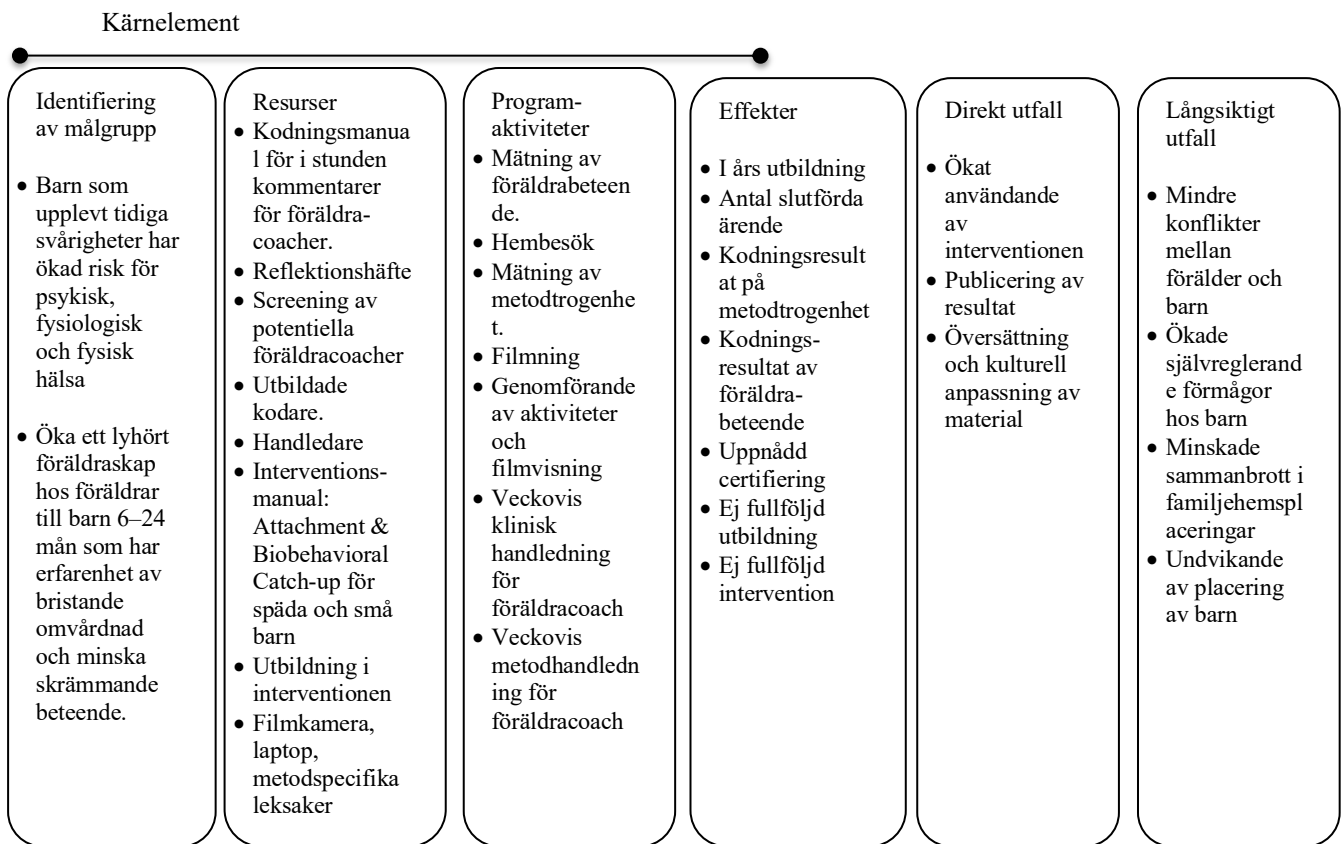 Kärnelement
Identifiering
av målgrupp
• Barn som
upplevt tidiga
svårigheter har
ökad risk för
psykisk,
fysiologisk
och fysisk
hälsa
• Öka ett lyhört
föräldraskap
hos föräldrar
till barn 6–24
mån som har
erfarenhet av
bristande
omvårdnad
och minska
skrämmande
beteende.
Resurser
• Kodningsmanua
l för i stunden
kommentarer
för föräldra-
coacher.
• Reflektionshäfte
• Screening av
potentiella
föräldracoacher
• Utbildade
kodare.
• Handledare
• Interventions-
manual:
Attachment &
Biobehavioral
Catch-up för
späda och små
barn
• Utbildning i
interventionen
• Filmkamera,
laptop,
metodspecifika
leksaker
Program-
aktiviteter
• Mätning av
föräldrabeteen
de.
• Hembesök
• Mätning av
metodtrogenhe
t.
• Filmning
• Genomförande
av aktiviteter
och
filmvisning
• Veckovis
klinisk
handledning
för
föräldracoach
• Veckovis
metodhandledn
ing för
föräldracoach
Effekter
• I års utbildning
• Antal slutförda
ärende
• Kodningsresult
at på
metodtrogenhet
• Kodnings-
resultat av
föräldra-
beteende
• Uppnådd
certifiering
• Ej fullföljd
utbildning
• Ej fullföljd
intervention
Direkt utfall
• Ökat
användande
av
interventionen
• Publicering av
resultat
• Översättning
och kulturell
anpassning av
material
Långsiktigt
utfall
• Mindre
konflikter
mellan
förälder och
barn
• Ökade
självreglerand
e förmågor
hos barn
• Minskade
sammanbrott i
familjehemspl
aceringar
• Undvikande
av placering
av barn